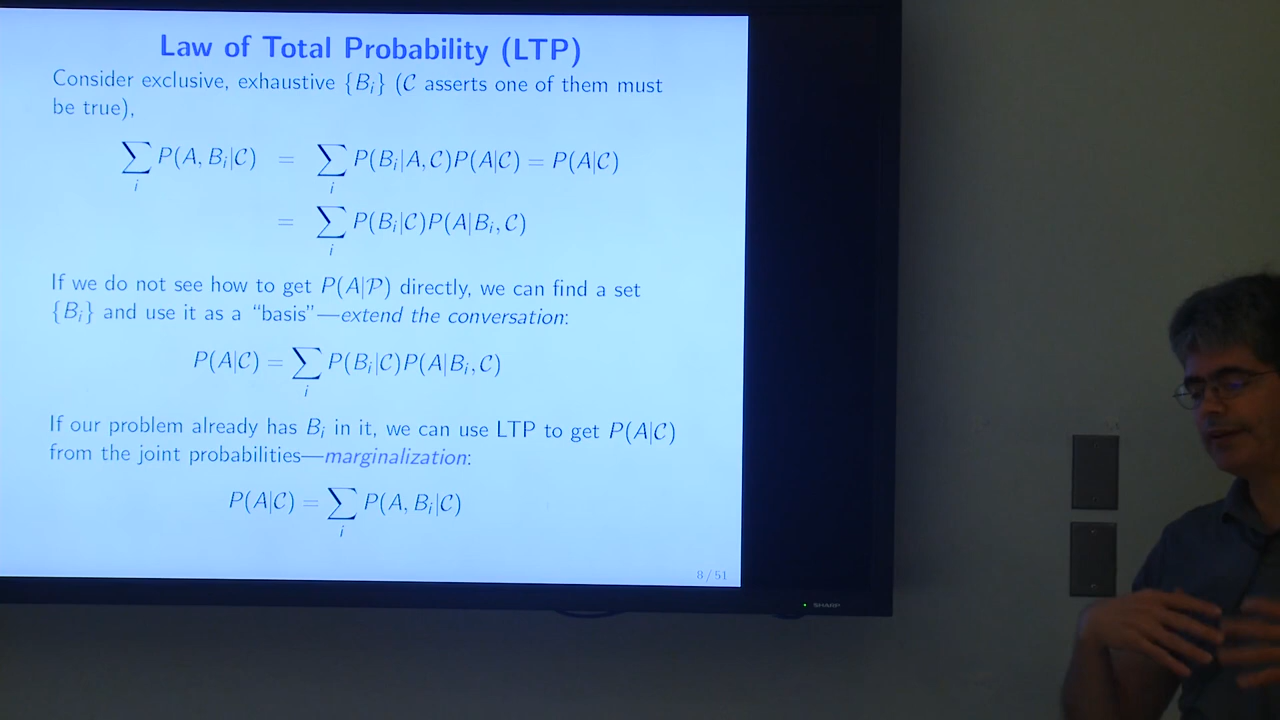 Law of Total Probability (LTP)
Consider exclusive, exhaustive {B_i} (𝒞 asserts one of them must
be true),
∑_i P(A, B_i|𝒞) = ∑_i P(B_i|A, 𝒞)P(A|𝒞) = P(A|𝒞)
= ∑_i P(B_i|𝒞)P(A|B_i, 𝒞)
If we do not see how to get P(A|𝒫) directly, we can find a set
{B_i} and use it as a “basis”—extend the conversation:
P(A|𝒞) = ∑_i P(B_i|𝒞)P(A|B_i, 𝒞)
If our problem already has B_i in it, we can use LTP to get P(A|𝒞)
from the joint probabilities—marginalization:
P(A|𝒞) = ∑_i P(A, B_i|𝒞)
8 / 51
SHARP